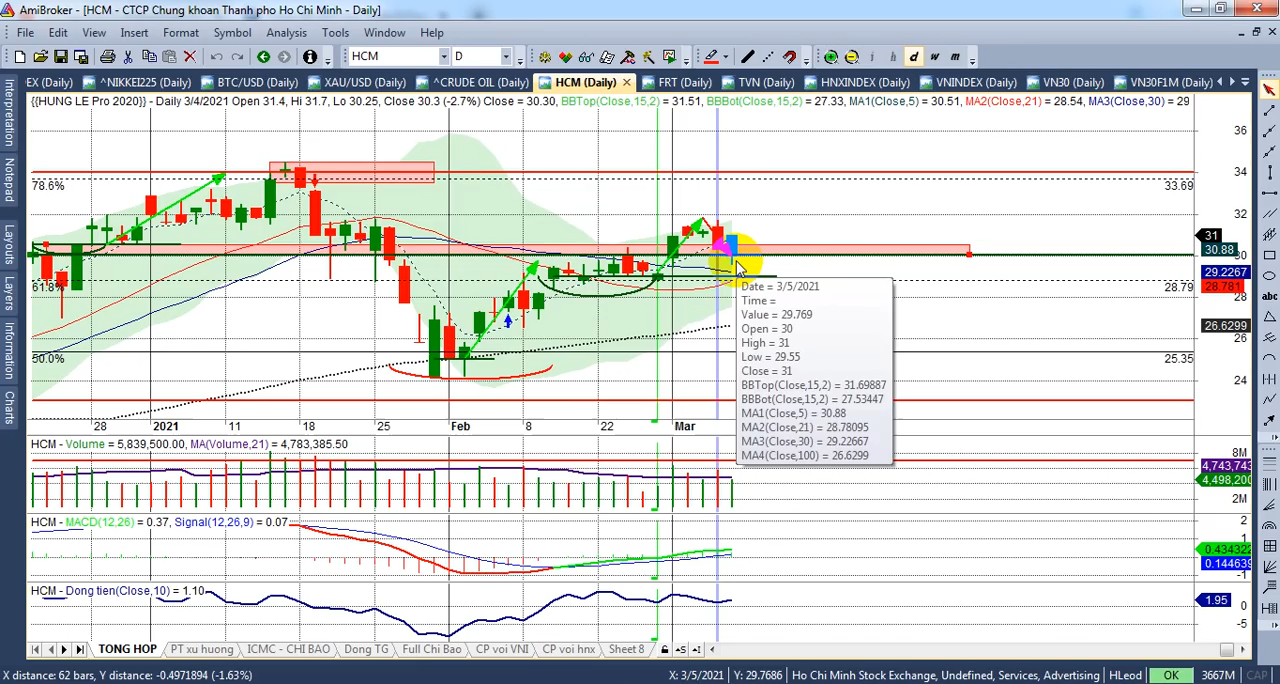 AmiBroker - [HCM - CTCP Chung khoan Thanh pho Ho Chi Minh - Daily]
File Edit View Insert Format Symbol Analysis Tools Window Help
HCM D i h d w m
EX (Daily) ^NIKKEI225 (Daily) BTC/USD (Daily) XAU/USD (Daily) ^CRUDE OIL (Daily) HCM (Daily) FRT (Daily) TVN (Daily) HNXINDEX (Daily) VNINDEX (Daily) VN30 (Daily) VN30F1M (Daily)
{{HUNG LE Pro 2020}} - Daily 3/4/2021 Open 31.4, Hi 31.7, Lo 30.25, Close 30.3 (-2.7%) Close = 30.30, BBTop(Close,15,2) = 31.51, BBBot(Close,15,2) = 27.33, MA1(Close,5) = 30.51, MA2(Close,21) = 28.54, MA3(Close,30) = 29
Interpretation
Notepad
Layouts
Layers
Information
Charts
abc
36
34
78.6%
33.69
32
31
30.88
30
29.2267
61.8%
28.79
28.781
28
26.6299
50.0%
25.35
24
Date = 3/5/2021
Time =
Value = 29.769
Open = 30
High = 31
Low = 29.55
Close = 31
BBTop(Close,15,2) = 31.69887
BBBot(Close,15,2) = 27.53447
MA1(Close,5) = 30.88
MA2(Close,21) = 28.78095
MA3(Close,30) = 29.22667
MA4(Close,100) = 26.6299
28 2021 11 18 25 Feb 8 22 Mar
HCM - Volume = 5,839,500.00, MA(Volume,21) = 4,783,385.50
8M
4,743,743
4,498,200
2M
HCM - MACD(12,26) = 0.37, Signal(12,26,9) = 0.07
2
1
0.434322
0.144639
-1
HCM - Dong tien(Close,10) = 1.10
1.95
0
-5
TONG HOP PT xu huong ICMC - CHI BAO Dong TG Full Chi Bao CP voi VNI CP voi hnx Sheet 8
X distance: 62 bars, Y distance: -0.4971894 (-1.63%) X: 3/5/2021 Y: 29.7686 Ho Chi Minh Stock Exchange, Undefined, Services, Advertising HLeod OK 3667M CAP